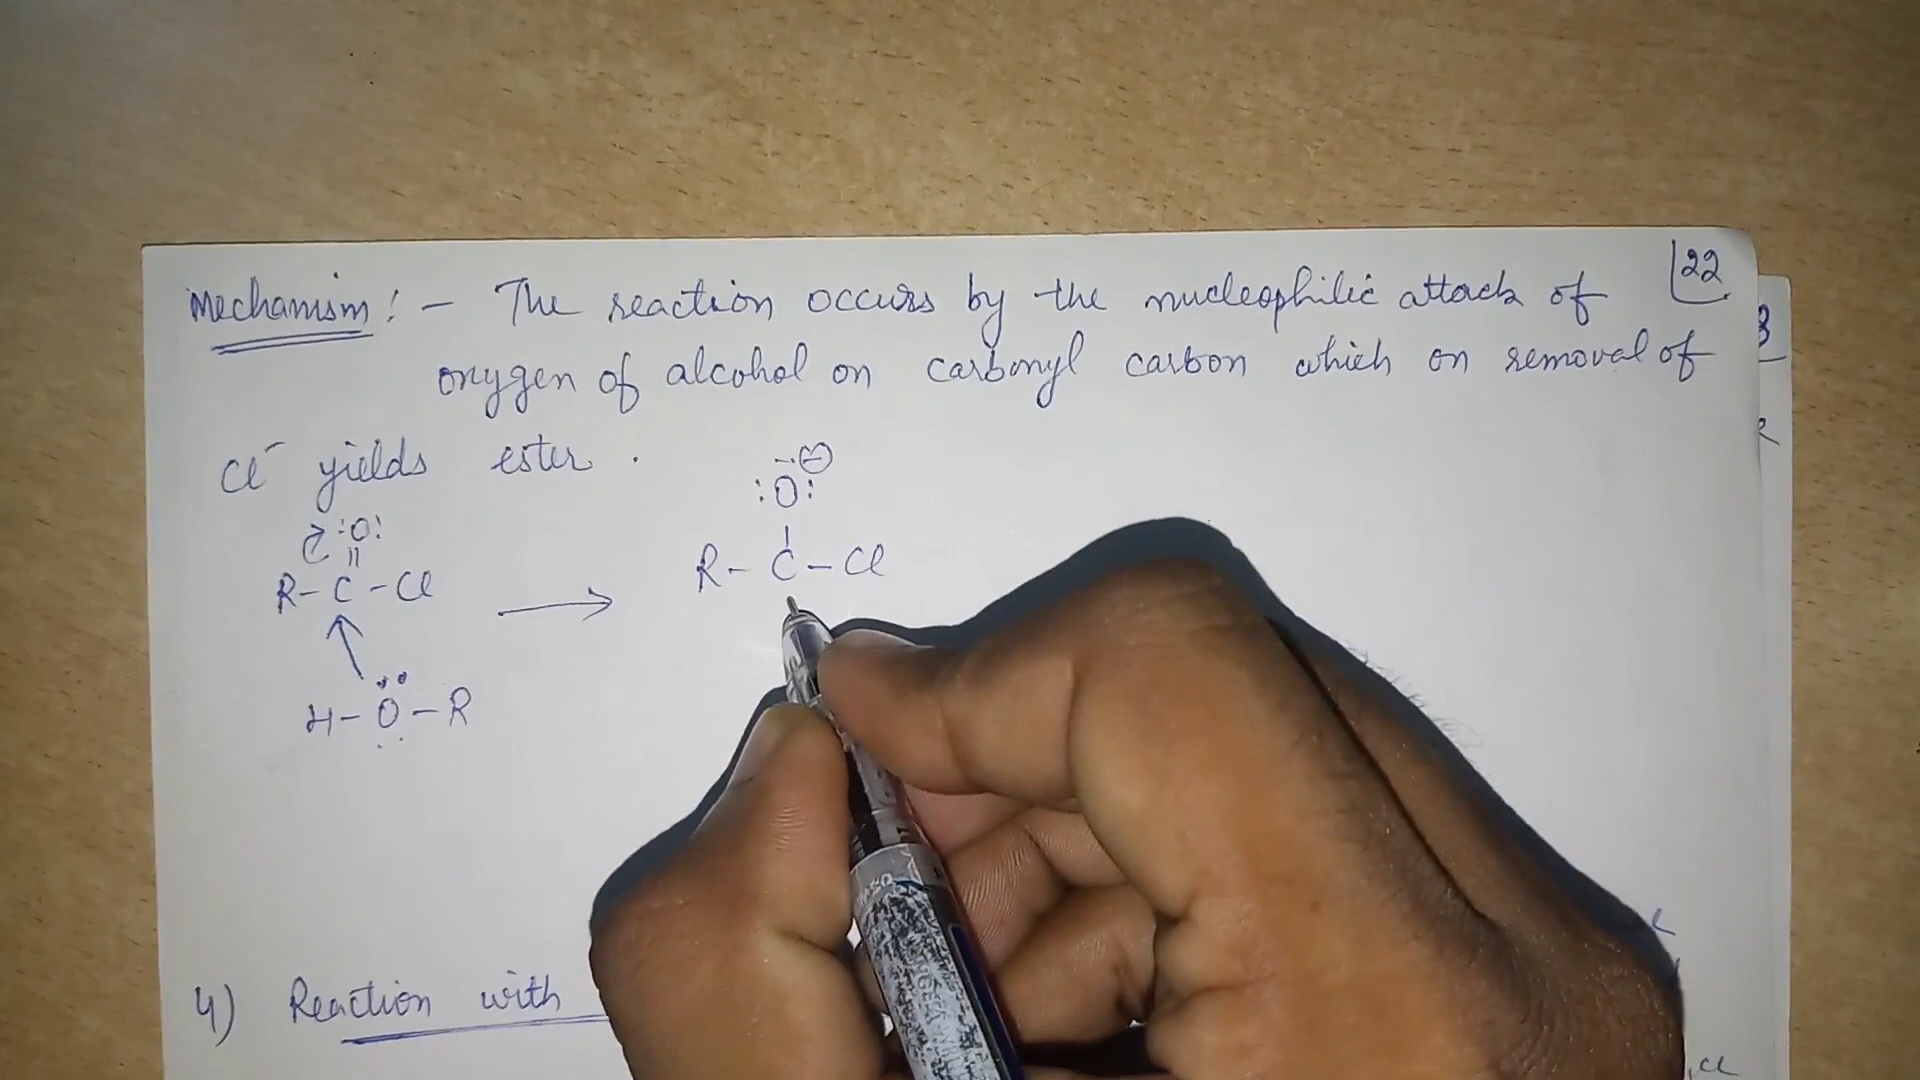 22
Mechanism :- The reaction occurs by the nucleophilic attack of
oxygen of alcohol on carbonyl carbon which on removal of
Cl⁻ yields ester.
:O:
||
R-C-Cl
H-Ö-R
⊖
:O:
|
R-C-Cl
⟶
4) Reaction with
Cl